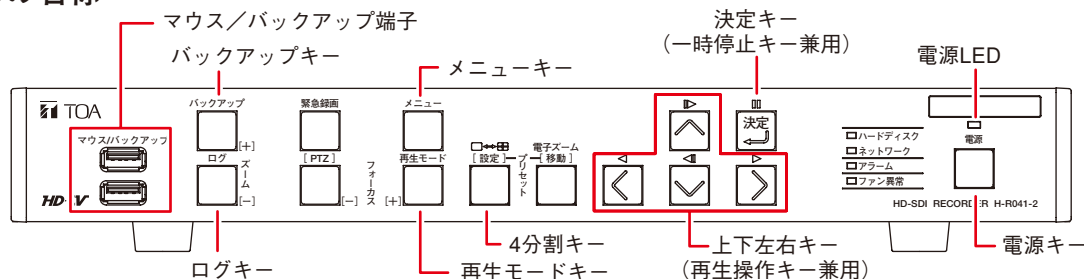 マウス／バックアップ端子
バックアップキー
メニューキー
決定キー
（一時停止キー兼用）
電源LED
TOA
バックアップ
緊急録画
メニュー
決定
マウス/バックアップ
[+]
ログ
ズーム
[-]
[ PTZ ]
フォーカス
[-]
[+]
再生モード
[ 設定 ]
プリセット
電子ズーム
[ 移動 ]
ハードディスク
ネットワーク
アラーム
ファン異常
電源
HD-SDI RECORDER H-R041-2
ログキー
再生モードキー
4分割キー
上下左右キー
（再生操作キー兼用）
電源キー